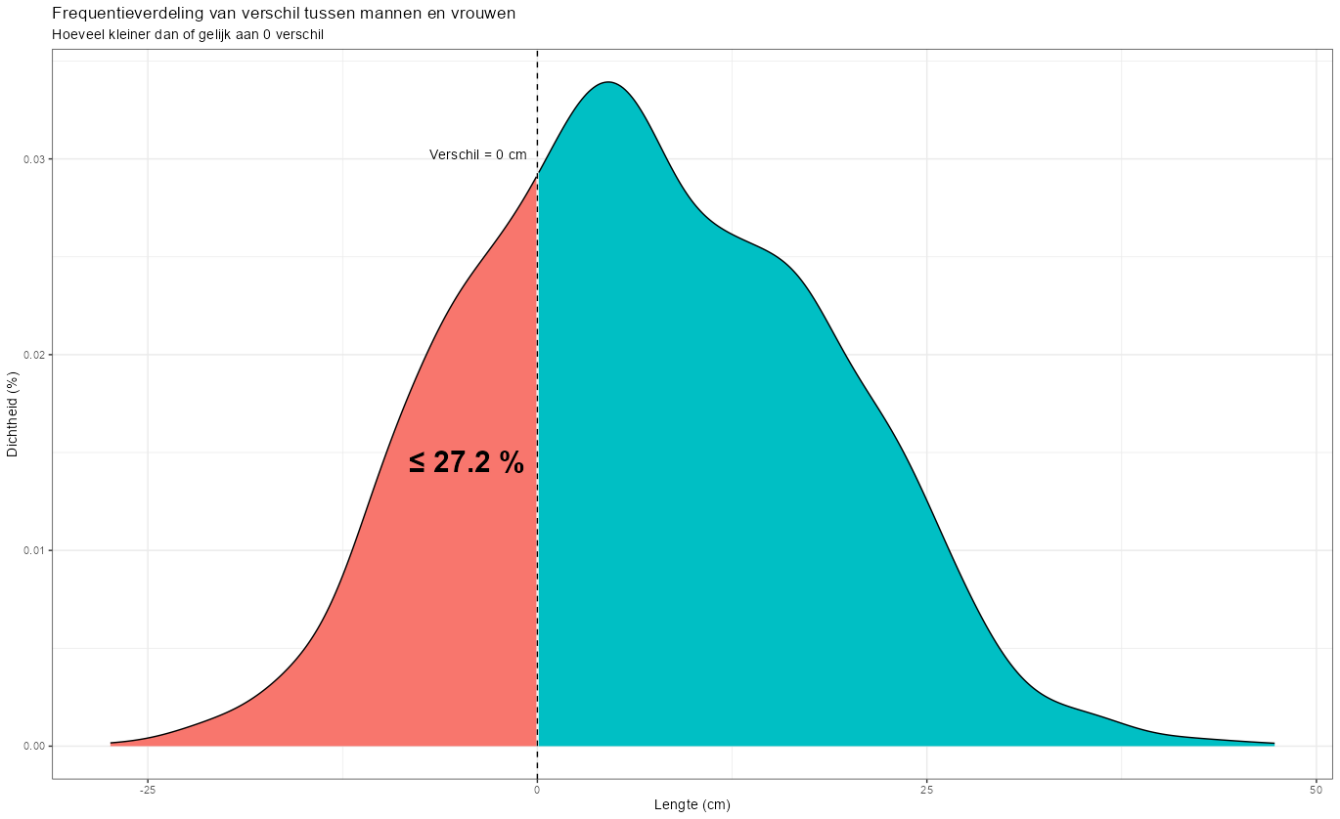 Frequentieverdeling van verschil tussen mannen en vrouwen
Hoeveel kleiner dan of gelijk aan 0 verschil
Dichtheid (%)
0.03
0.02
0.01
0.00
Verschil = 0 cm
≤ 27.2 %
-25
0
25
50
Lengte (cm)